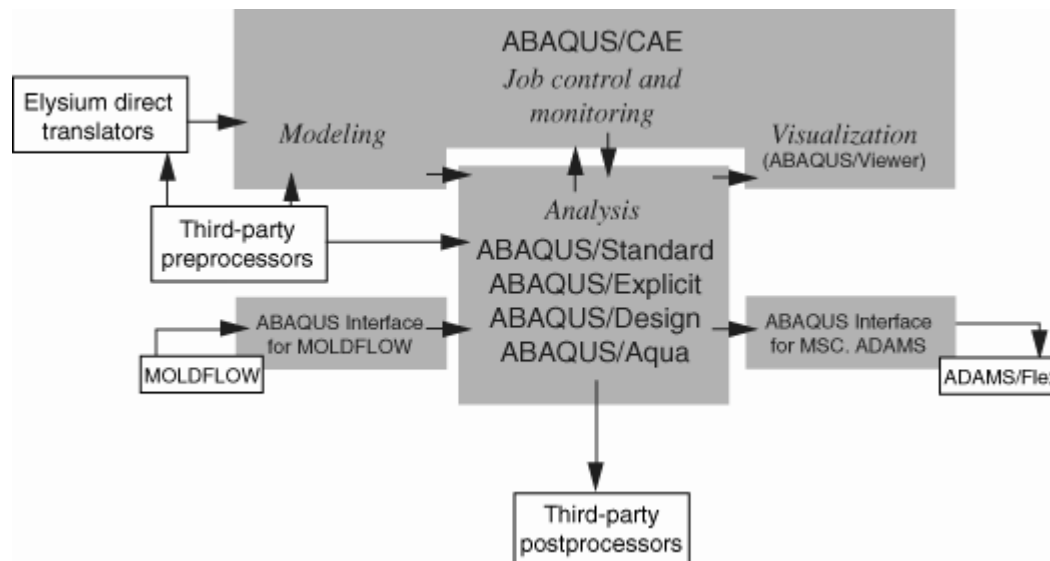 ABAQUS/CAE
Job control and
monitoring
Elysium direct
translators
Modeling
Visualization
(ABAQUS/Viewer)
Third-party
preprocessors
Analysis
ABAQUS/Standard
ABAQUS/Explicit
ABAQUS/Design
ABAQUS/Aqua
ABAQUS Interface
for MOLDFLOW
MOLDFLOW
ABAQUS Interface
for MSC. ADAMS
ADAMS/Flex
Third-party
postprocessors